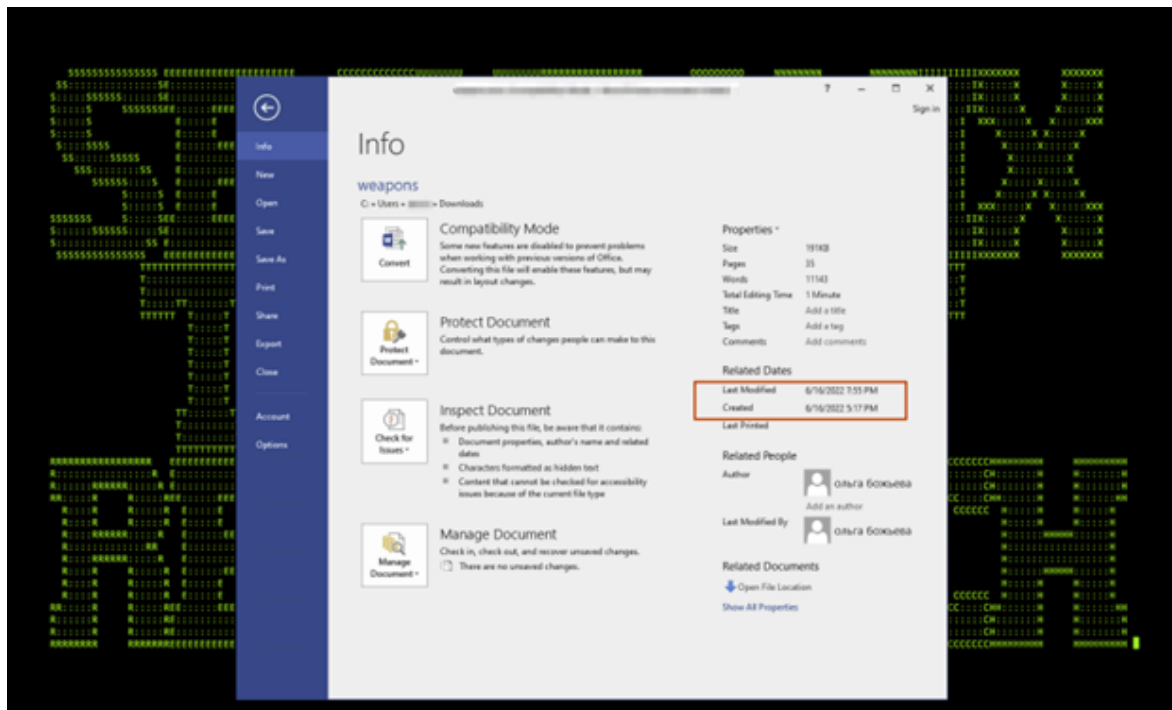 ? – □ ×
Sign in
Info
New
Open
Save
Save As
Print
Share
Export
Close
Account
Options
Info
weapons
C: » Users » » Downloads
Convert
Compatibility Mode
Some new features are disabled to prevent problems
when working with previous versions of Office.
Converting this file will enable these features, but may
result in layout changes.
Protect
Document
Protect Document
Control what types of changes people can make to this
document.
Check for
Issues
Inspect Document
Before publishing this file, be aware that it contains:
Document properties, author's name and related
dates
Characters formatted as hidden text
Content that cannot be checked for accessibility
issues because of the current file type
Manage
Document
Manage Document
Check in, check out, and recover unsaved changes.
There are no unsaved changes.
Properties
Size 191KB
Pages 35
Words 11143
Total Editing Time 1 Minute
Title Add a title
Tags Add a tag
Comments Add comments
Related Dates
Last Modified 6/16/2022 7:55 PM
Created 6/16/2022 5:17 PM
Last Printed
Related People
Author ольга божьева
Add an author
Last Modified By ольга божьева
Related Documents
Open File Location
Show All Properties